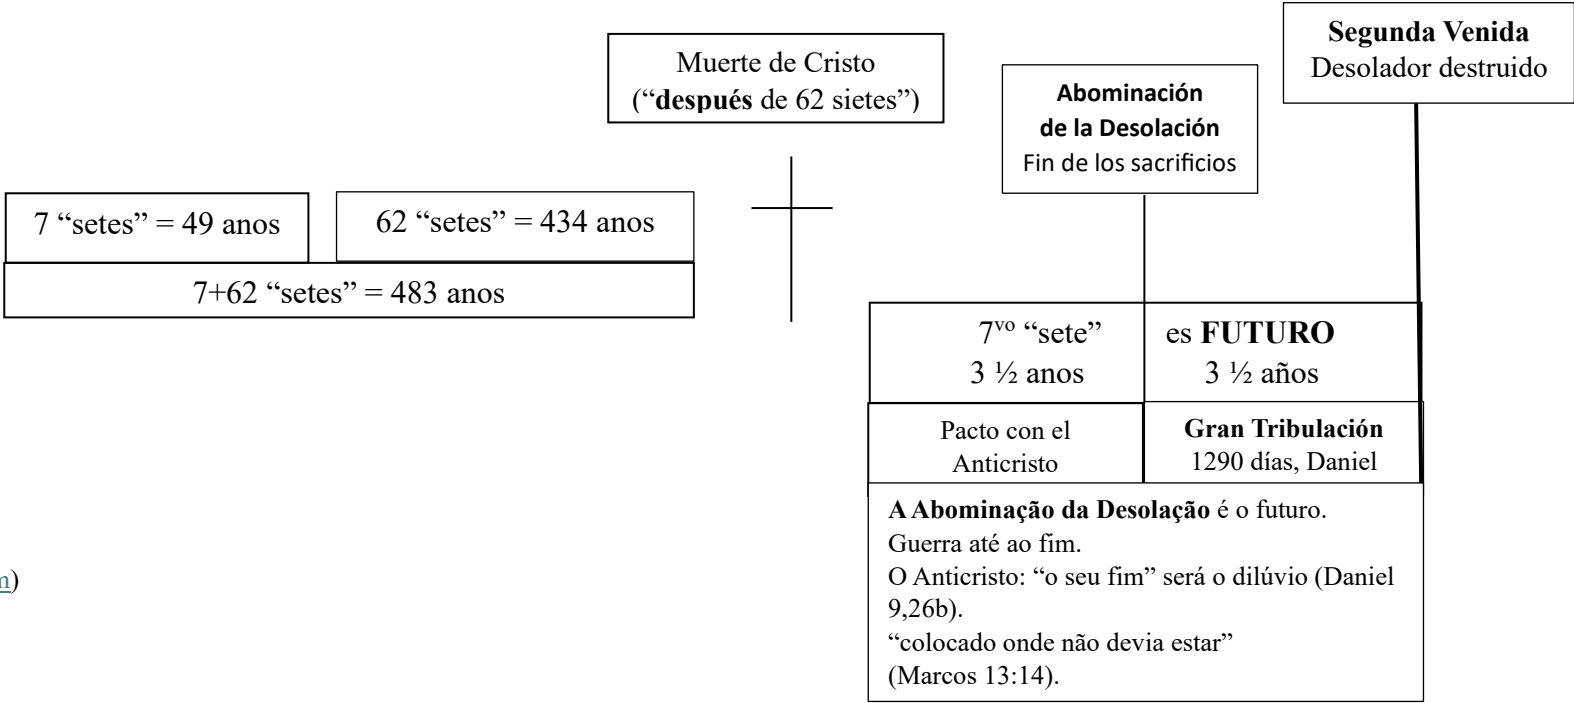 Segunda Venida
Desolador destruido
Muerte de Cristo
(“después de 62 sietes”)
Abominación
de la Desolación
Fin de los sacrificios
7 “setes” = 49 anos
62 “setes” = 434 anos
7+62 “setes” = 483 anos
7vo “sete”
es FUTURO
3 ½ anos
3 ½ años
Pacto con el
Anticristo
Gran Tribulación
1290 días, Daniel
A Abominação da Desolação é o futuro.
Guerra até ao fim.
O Anticristo: “o seu fim” será o dilúvio (Daniel
9,26b).
“colocado onde não devia estar”
(Marcos 13:14).
)